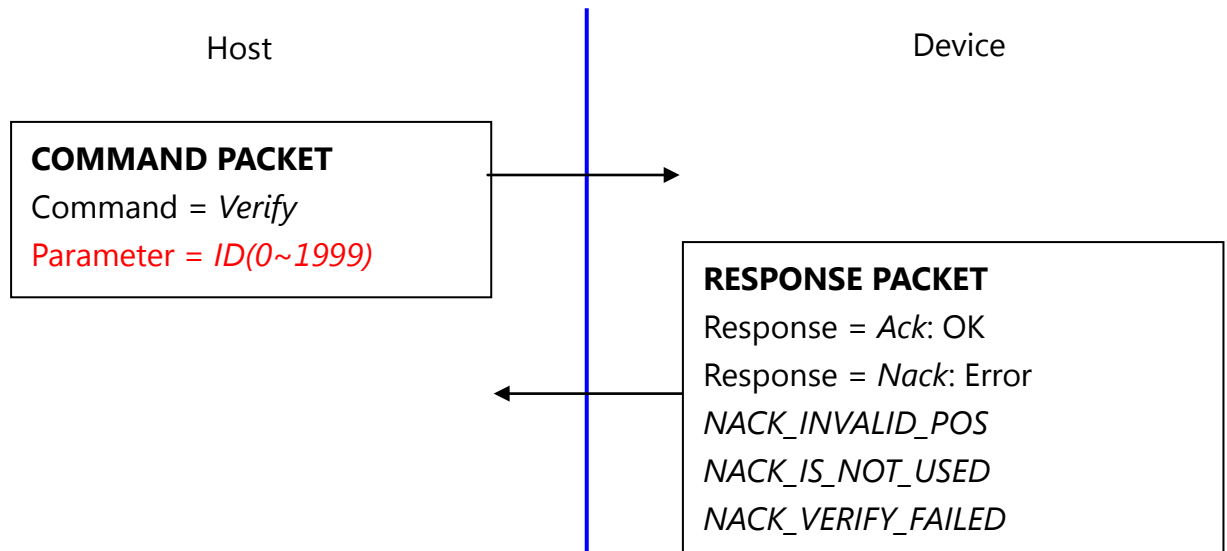 Host
Device
COMMAND PACKET
Command = Verify
Parameter = ID(0~1999)
RESPONSE PACKET
Response = Ack: OK
Response = Nack: Error
NACK_INVALID_POS
NACK_IS_NOT_USED
NACK_VERIFY_FAILED